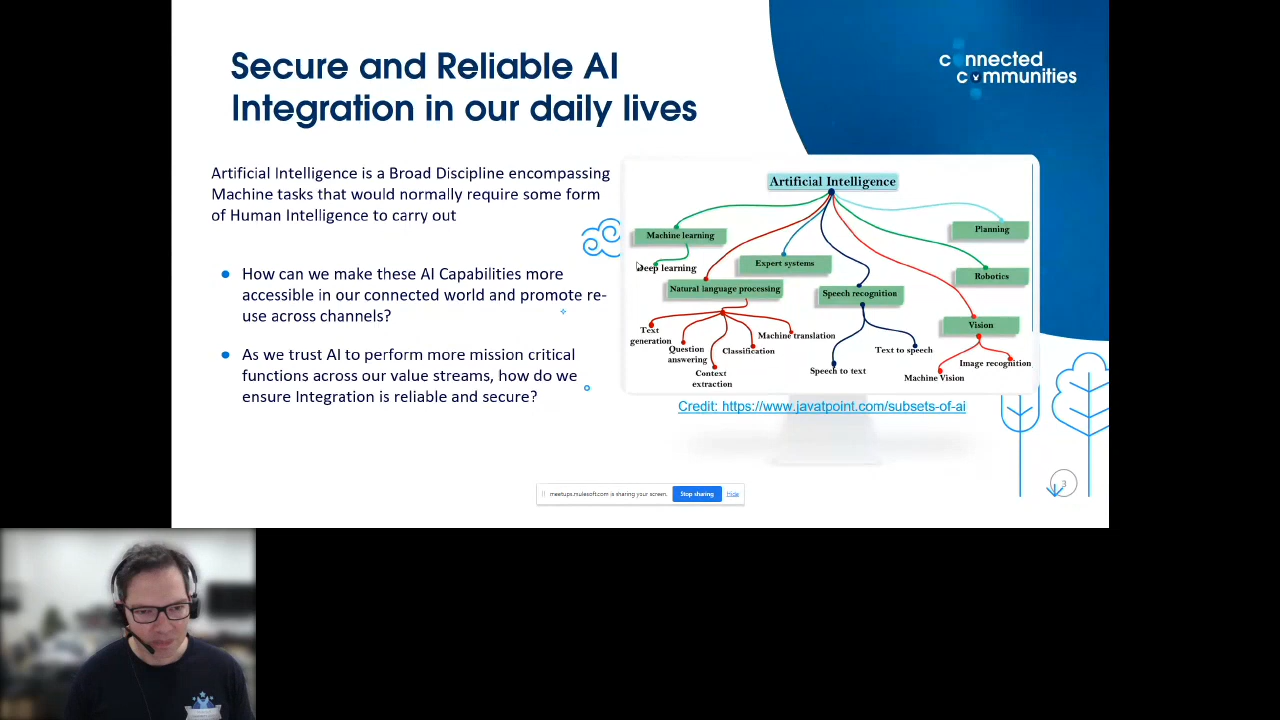 Secure and Reliable AI
Integration in our daily lives
connected
communities
Artificial Intelligence is a Broad Discipline encompassing
Machine tasks that would normally require some form
of Human Intelligence to carry out
How can we make these AI Capabilities more
accessible in our connected world and promote re-
use across channels?
As we trust AI to perform more mission critical
functions across our value streams, how do we
ensure Integration is reliable and secure?
Artificial Intelligence
Machine learning
Planning
Deep learning
Expert systems
Robotics
Natural language processing
Speech recognition
Vision
Text
generation
Question
answering
Context
extraction
Classification
Machine translation
Speech to text
Text to speech
Machine Vision
Image recognition
Credit: https://www.javatpoint.com/subsets-of-ai
meetups.mulesoft.com is sharing your screen.
Stop sharing
Hide
3